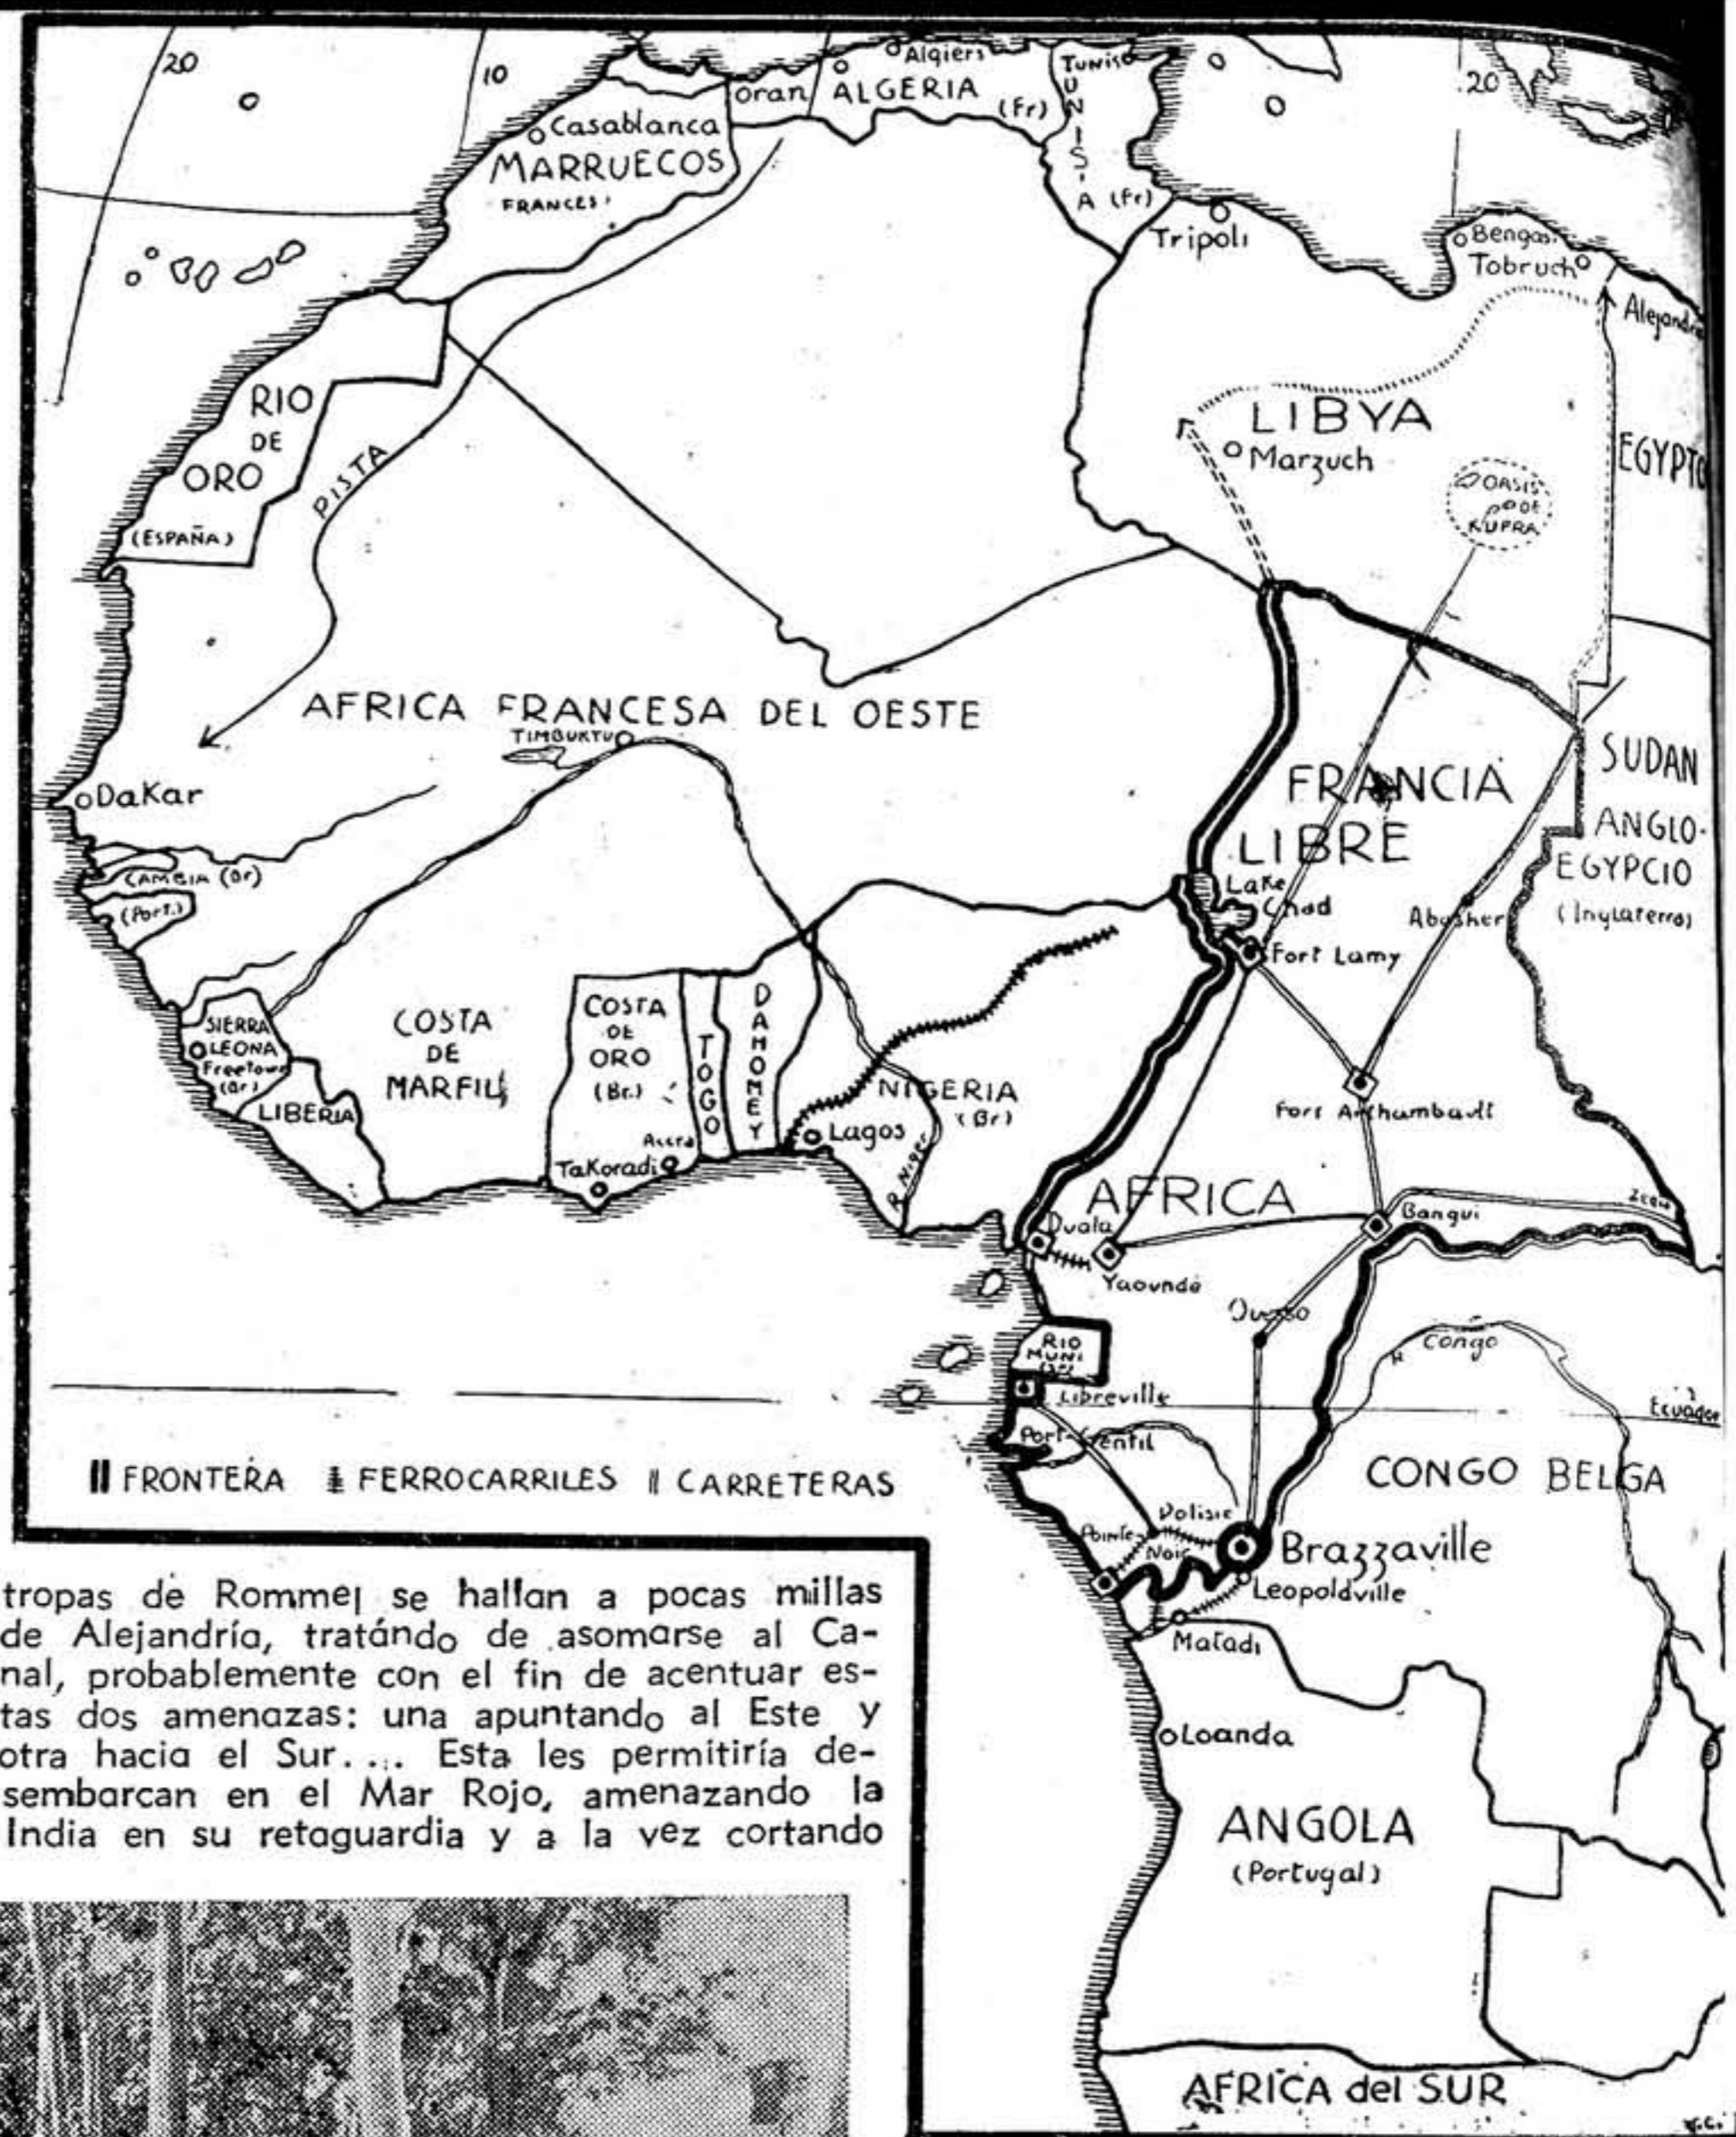 20
10
20
Algiers
Oran
ALGERIA
(Fr)
TUNIS
TUNISIA (Fr)
Casablanca
MARRUECOS
FRANCES
Tripoli
Bengasi
Tobruch
Alejandria
RIO
DE
ORO
(ESPAÑA)
PISTA
LIBYA
Marzuch
OASIS
DE
KUFRA
EGYPTO
AFRICA FRANCESA DEL OESTE
TIMBUKTU
FRANCIA
LIBRE
SUDAN
ANGLO-
EGYPCIO
(Inglaterra)
Dakar
GAMBIA (Br)
(Port.)
Lake
Chad
Abesher
Fort Lamy
SIERRA
LEONA
Freetown
(Br)
LIBERIA
COSTA
DE
MARFIL
COSTA
DE
ORO
(Br.)
Accra
Takoradi
TOGO
DAHOMEY
NIGERIA
(Br)
Lagos
R. Niger
Fort Archambault
AFRICA
Bangui
Duala
Yaoundé
Ouesso
RIO
MUNI
Libreville
Congo
Ecuador
Port-Gentil
CONGO BELGA
FRONTERA FERROCARRILES CARRETERAS
Dolisie
Pointe-
Noir
Brazzaville
Leopoldville
Matadi
Loanda
ANGOLA
(Portugal)
AFRICA del SUR
tropas de Rommel se hallan a pocas millas
de Alejandría, tratándo de asomarse al Ca-
nal, probablemente con el fin de acentuar es-
tas dos amenazas: una apuntando al Este y
otra hacia el Sur.... Esta les permitiría de-
sembarcan en el Mar Rojo, amenazando la
India en su retaguardia y a la vez cortando